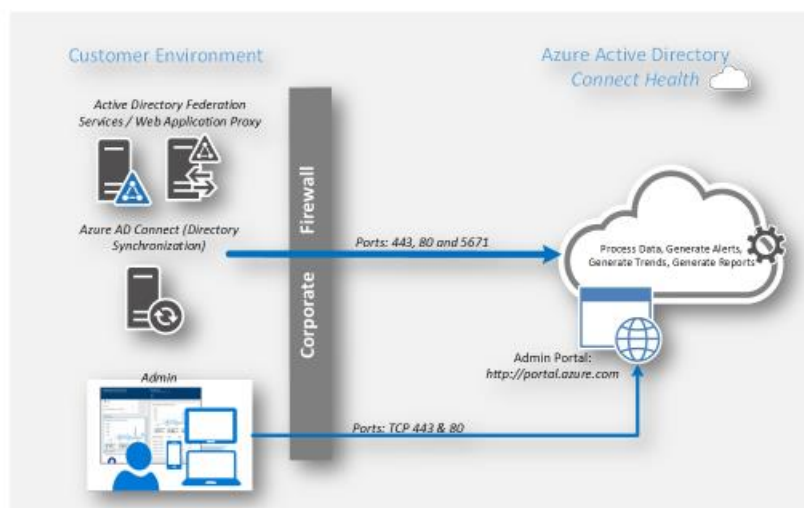 Customer Environment
Azure Active Directory
Connect Health
Active Directory Federation
Services / Web Application Proxy
Azure AD Connect (Directory
Synchronization)
Corporate Firewall
Ports: 443, 80 and 5671
Process Data, Generate Alerts,
Generate Trends, Generate Reports
Admin Portal:
http://portal.azure.com
Admin
Ports: TCP 443 & 80